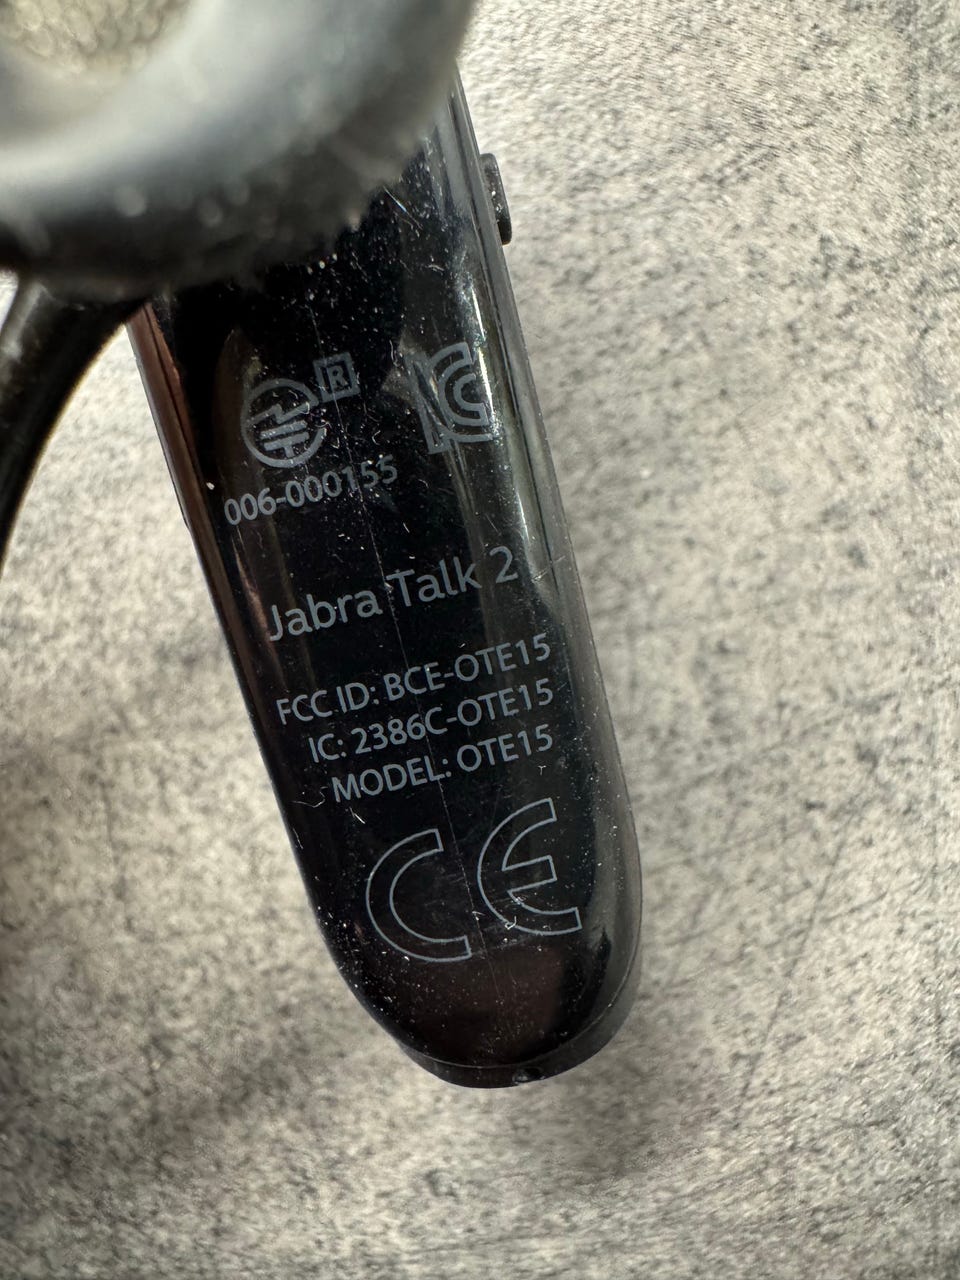 R
006-000155
Jabra Talk 2
FCC ID: BCE-OTE15
IC: 2386C-OTE15
MODEL: OTE15
CE